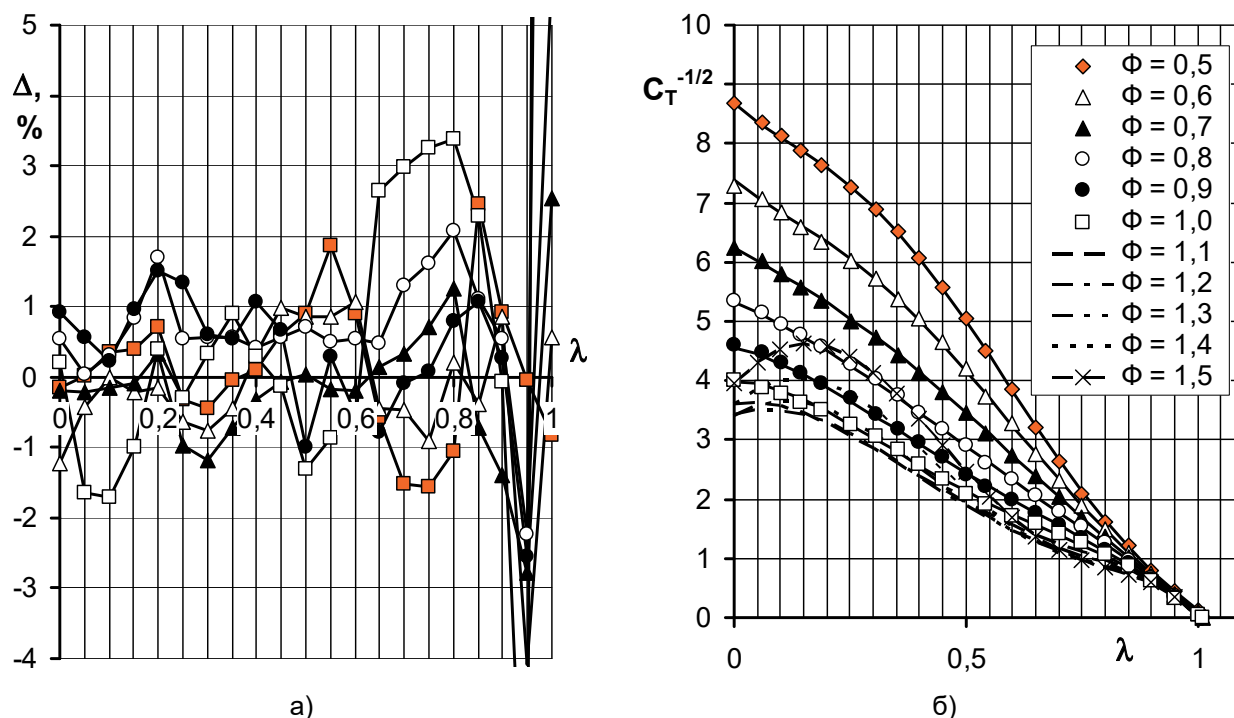 5
Δ,
%
3
2
1
0
-1
-2
-3
-4
0
0,2
0,4
0,6
0,8
1
λ
а)
10
C_T^-1/2
8
7
6
5
4
3
2
1
0
0
0,5
λ
1
Φ = 0,5
Φ = 0,6
Φ = 0,7
Φ = 0,8
Φ = 0,9
Φ = 1,0
Φ = 1,1
Φ = 1,2
Φ = 1,3
Φ = 1,4
Φ = 1,5
б)